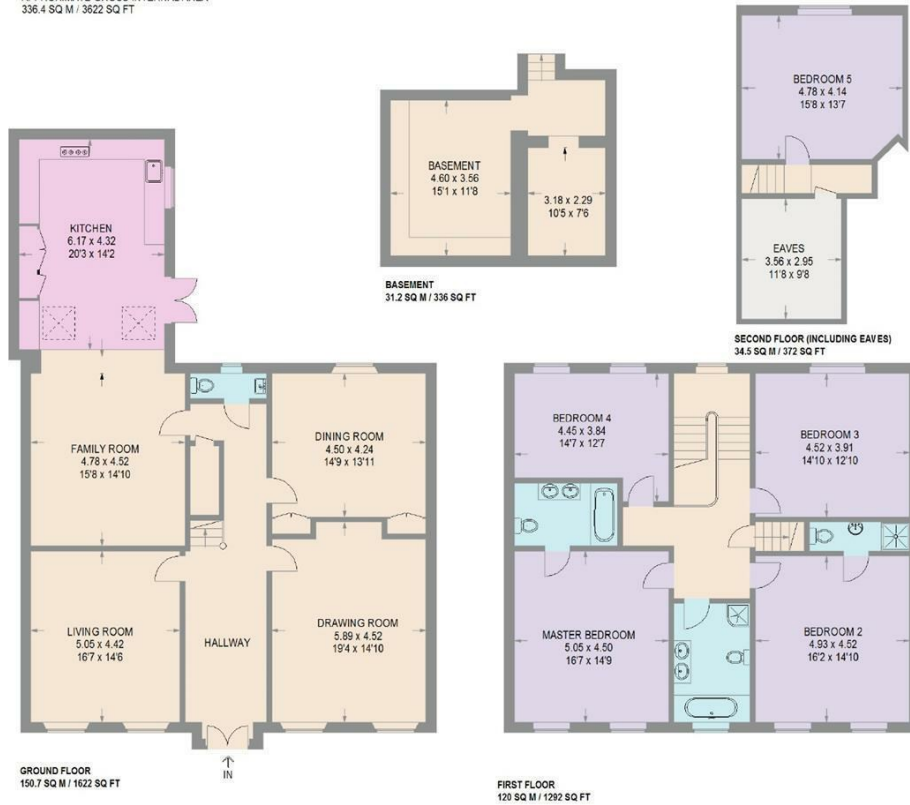 336.4 SQ M / 3622 SQ FT
BEDROOM 5
4.78 x 4.14
15'8 x 13'7
BASEMENT
4.60 x 3.56
15'1 x 11'8
3.18 x 2.29
10'5 x 7'6
KITCHEN
6.17 x 4.32
20'3 x 14'2
EAVES
3.56 x 2.95
11'8 x 9'8
BASEMENT
31.2 SQ M / 336 SQ FT
SECOND FLOOR (INCLUDING EAVES)
34.5 SQ M / 372 SQ FT
FAMILY ROOM
4.78 x 4.52
15'8 x 14'10
DINING ROOM
4.50 x 4.24
14'9 x 13'11
BEDROOM 4
4.45 x 3.84
14'7 x 12'7
BEDROOM 3
4.52 x 3.91
14'10 x 12'10
LIVING ROOM
5.05 x 4.42
16'7 x 14'6
HALLWAY
DRAWING ROOM
5.89 x 4.52
19'4 x 14'10
MASTER BEDROOM
5.05 x 4.50
16'7 x 14'9
BEDROOM 2
4.93 x 4.52
16'2 x 14'10
IN
GROUND FLOOR
150.7 SQ M / 1622 SQ FT
FIRST FLOOR
120 SQ M / 1292 SQ FT